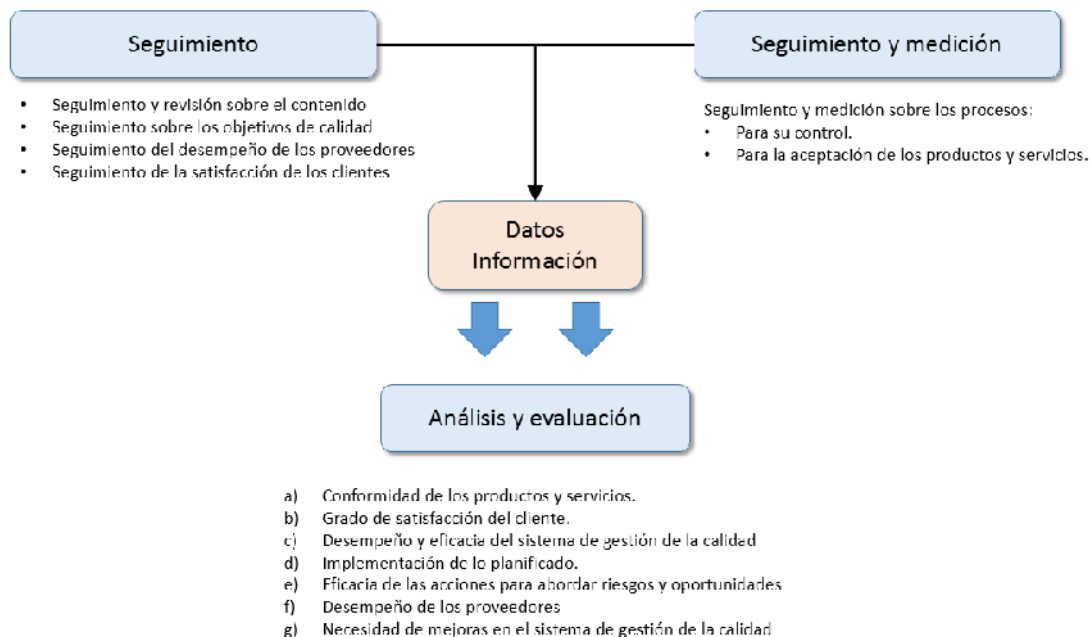 Seguimiento
Seguimiento y medición
• Seguimiento y revisión sobre el contenido
• Seguimiento sobre los objetivos de calidad
• Seguimiento del desempeño de los proveedores
• Seguimiento de la satisfacción de los clientes
Seguimiento y medición sobre los procesos:
• Para su control.
• Para la aceptación de los productos y servicios.
Datos
Información
Análisis y evaluación
a) Conformidad de los productos y servicios.
b) Grado de satisfacción del cliente.
c) Desempeño y eficacia del sistema de gestión de la calidad
d) Implementación de lo planificado.
e) Eficacia de las acciones para abordar riesgos y oportunidades
f) Desempeño de los proveedores
g) Necesidad de mejoras en el sistema de gestión de la calidad